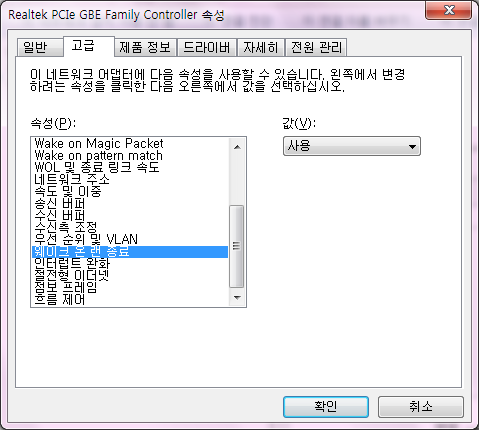 Realtek PCIe GBE Family Controller 속성
일반
고급
제품 정보
드라이버
자세히
전원 관리
이 네트워크 어댑터에 다음 속성을 사용할 수 있습니다. 왼쪽에서 변경
하려는 속성을 클릭한 다음 오른쪽에서 값을 선택하십시오.
속성(P):
값(V):
Wake on Magic Packet
Wake on pattern match
WOL 및 종료 링크 속도
네트워크 주소
속도 및 이중
송신 버퍼
수신 버퍼
수신측 조정
우선 순위 및 VLAN
웨이크 온 랜 종료
인터럽트 완화
절전형 이더넷
점보 프레임
흐름 제어
사용
확인
취소